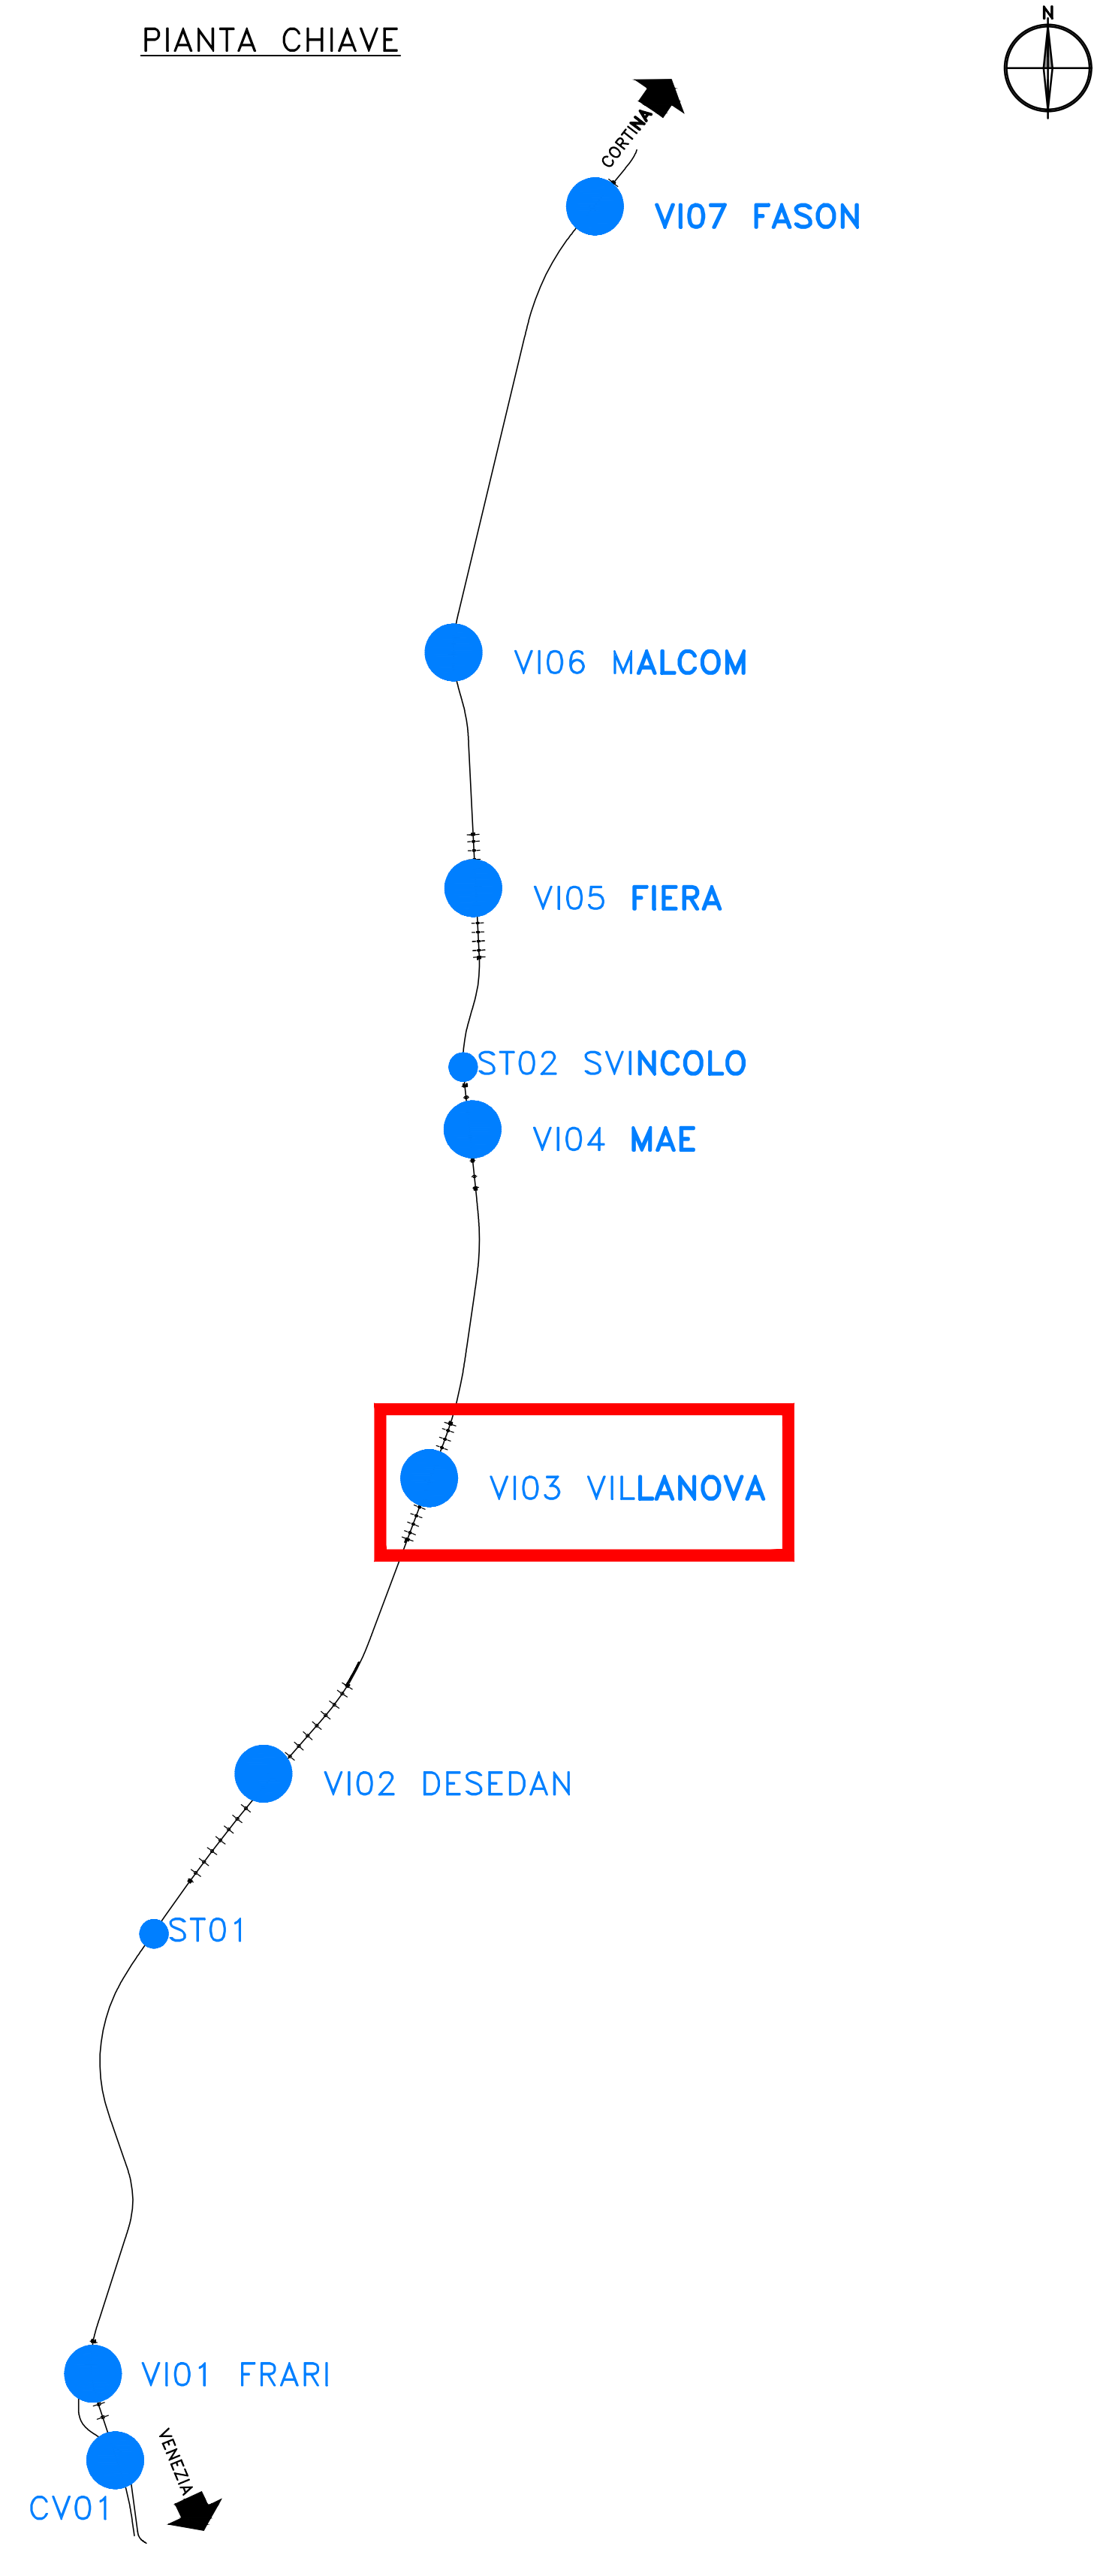 PIANTA CHIAVE
N
CORTINA
VI07 FASON
VI06 MALCOM
VI05 FIERA
ST02 SVINCOLO
VI04 MAE
VI03 VILLANOVA
VI02 DESEDAN
ST01
VI01 FRARI
VENEZIA
CV01